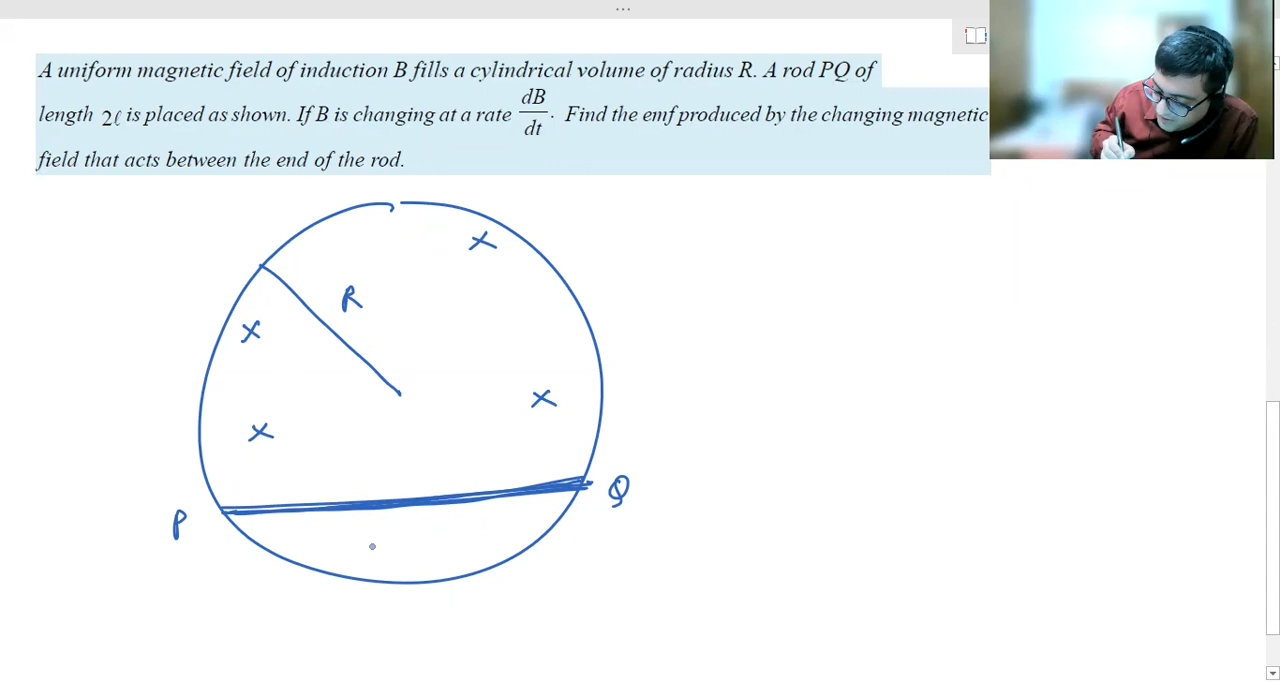 A uniform magnetic field of induction B fills a cylindrical volume of radius R. A rod PQ of
length 2ℓ is placed as shown. If B is changing at a rate dB/dt. Find the emf produced by the changing magnetic
field that acts between the end of the rod.
x
R
x
x
x
Q
P